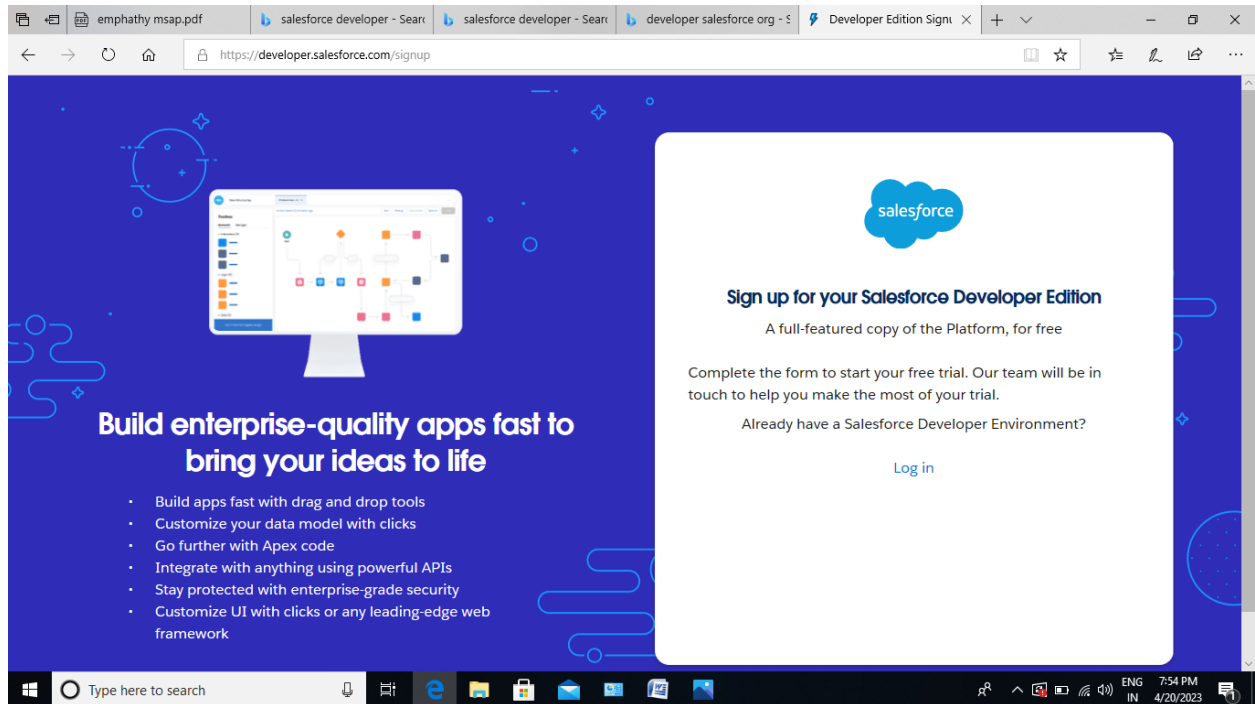 emphathy msap.pdf
salesforce developer - Sear
salesforce developer - Sear
developer salesforce org - S
Developer Edition Sign
https://developer.salesforce.com/signup
salesforce
Sign up for your Salesforce Developer Edition
A full-featured copy of the Platform, for free
Complete the form to start your free trial. Our team will be in
touch to help you make the most of your trial.
Already have a Salesforce Developer Environment?
Log in
Build enterprise-quality apps fast to
bring your ideas to life
· Build apps fast with drag and drop tools
· Customize your data model with clicks
· Go further with Apex code
· Integrate with anything using powerful APIs
· Stay protected with enterprise-grade security
· Customize UI with clicks or any leading-edge web
framework
Type here to search
ENG
IN
7:54 PM
4/20/2023
1